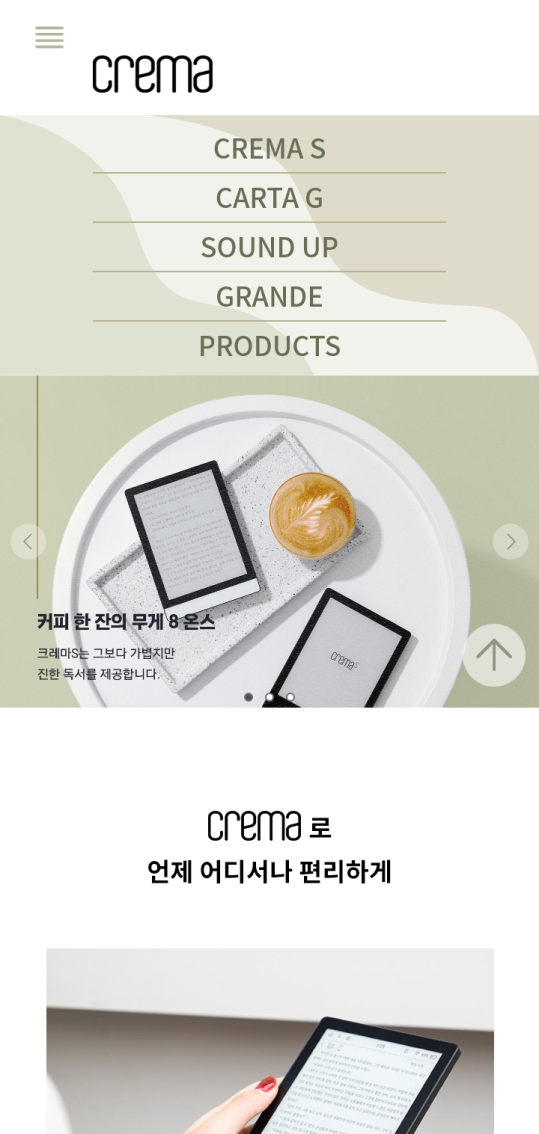 crema
CREMA S
CARTA G
SOUND UP
GRANDE
PRODUCTS
커피 한 잔의 무게 8 온스
크레마S는 그보다 가볍지만
진한 독서를 제공합니다.
crema
crema 로
언제 어디서나 편리하게